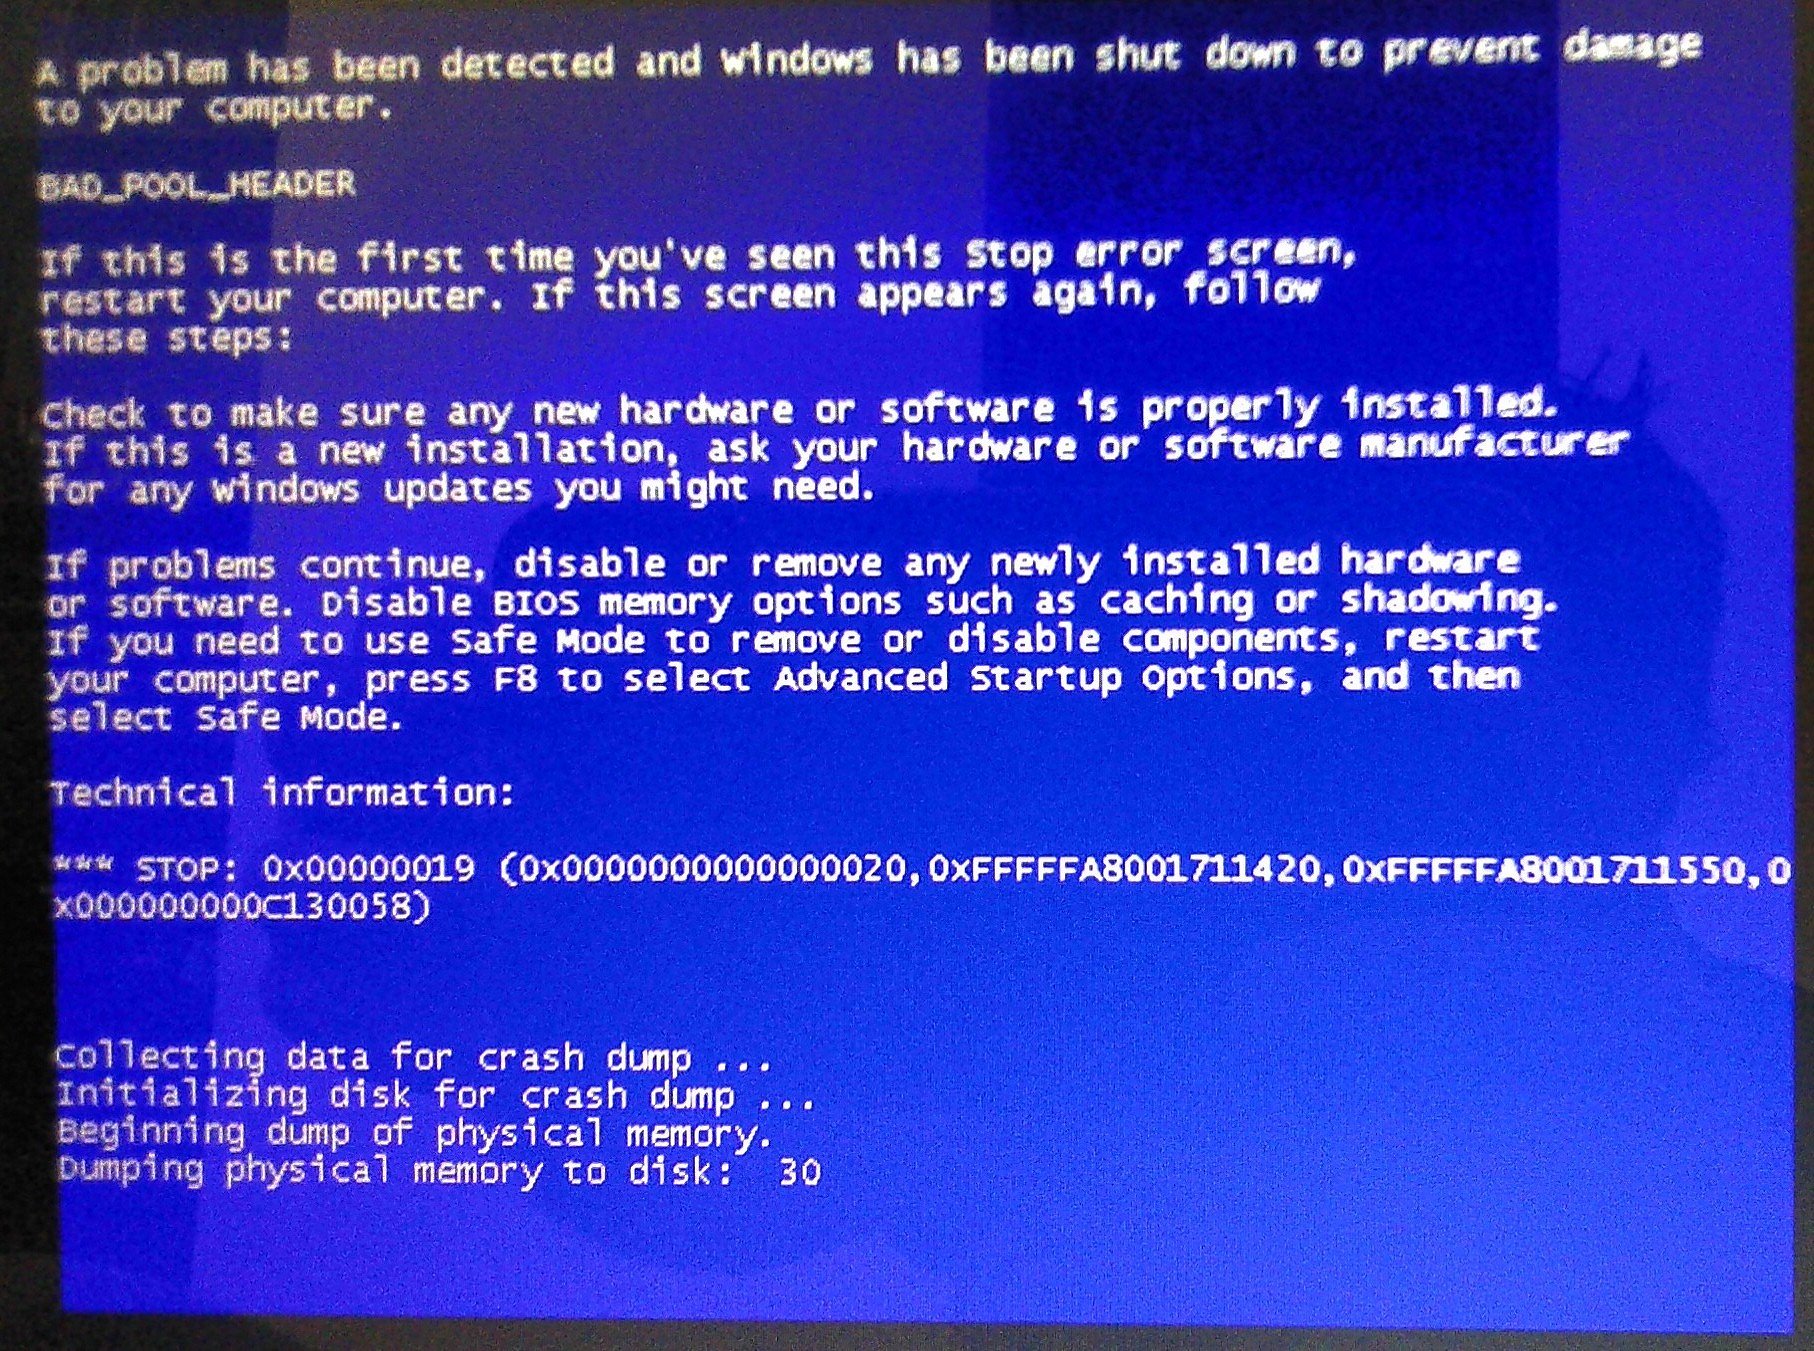 A problem has been detected and windows has been shut down to prevent damage
to your computer.
BAD_POOL_HEADER
If this is the first time you've seen this Stop error screen,
restart your computer. If this screen appears again, follow
these steps:
Check to make sure any new hardware or software is properly installed.
If this is a new installation, ask your hardware or software manufacturer
for any windows updates you might need.
If problems continue, disable or remove any newly installed hardware
or software. Disable BIOS memory options such as caching or shadowing.
If you need to use Safe Mode to remove or disable components, restart
your computer, press F8 to select Advanced Startup Options, and then
select Safe Mode.
Technical information:
*** STOP: 0x00000019 (0x0000000000000020,0xFFFFFA8001711420,0xFFFFFA8001711550,0
x000000000C130058)
Collecting data for crash dump ...
Initializing disk for crash dump ...
Beginning dump of physical memory.
Dumping physical memory to disk:  30